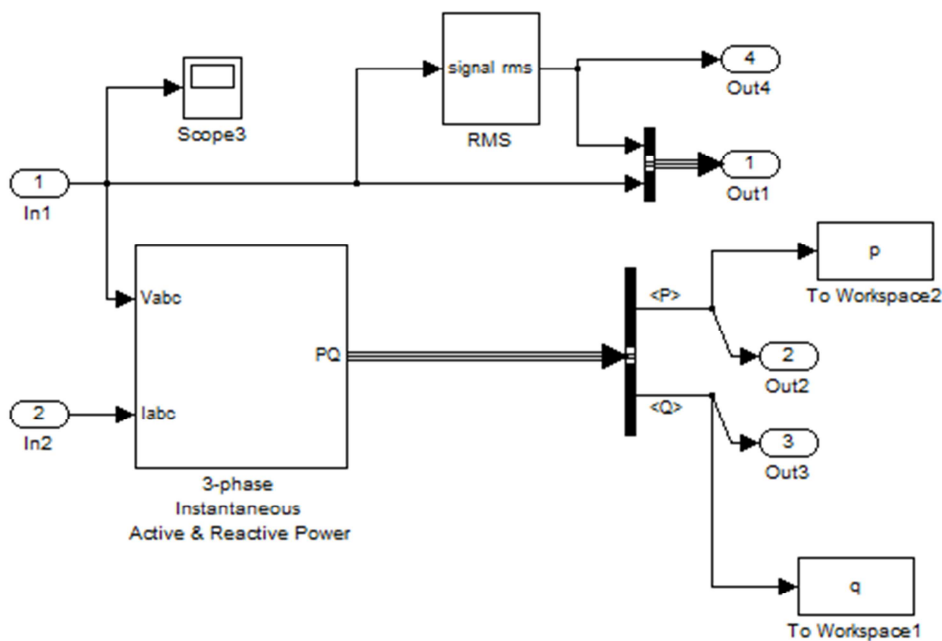 signal rms
RMS
4
Out4
Scope3
1
In1
1
Out1
Vabc
PQ
Iabc
3-phase
Instantaneous
Active & Reactive Power
2
In2
<P>
<Q>
p
To Workspace2
2
Out2
3
Out3
q
To Workspace1